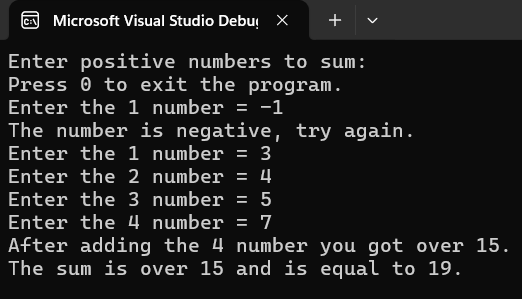 Microsoft Visual Studio Debu
Enter positive numbers to sum:
Press 0 to exit the program.
Enter the 1 number = -1
The number is negative, try again.
Enter the 1 number = 3
Enter the 2 number = 4
Enter the 3 number = 5
Enter the 4 number = 7
After adding the 4 number you got over 15.
The sum is over 15 and is equal to 19.